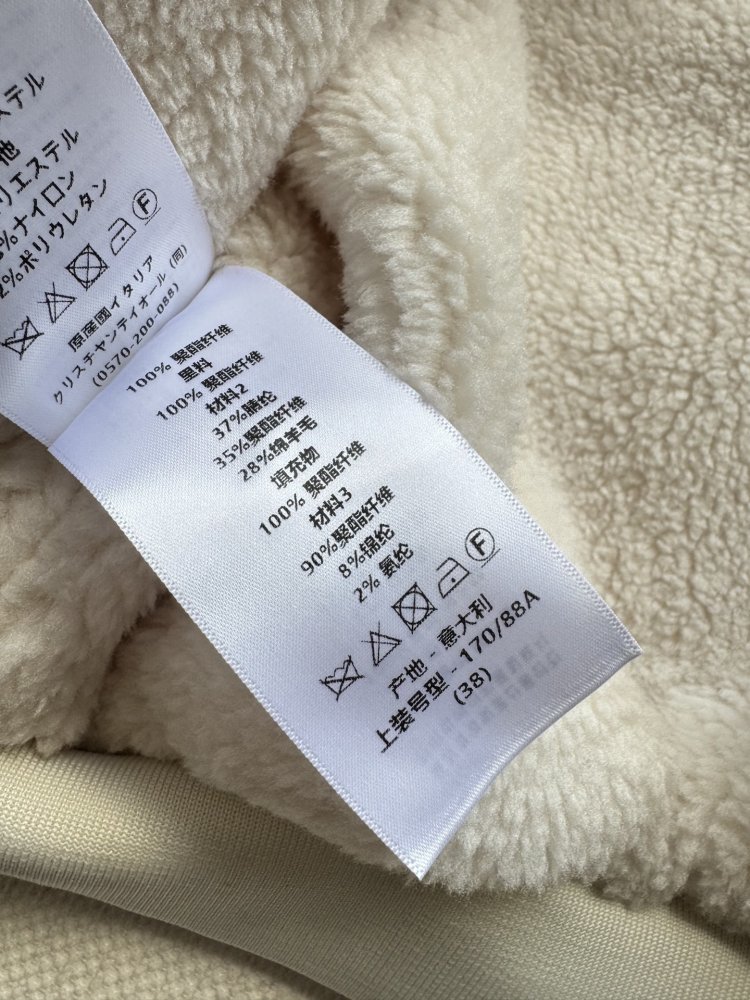 ステル
他
リエステル
%ナイロン
2%ポリウレタン
F
原産國イタリア
クリスチャンディオール (同)
(0570-200-088)
100% 聚酯纤维
里料
100% 聚酯纤维
材料2
37%腈纶
35%聚酯纤维
28%绵羊毛
填充物
100% 聚酯纤维
材料3
90%聚酯纤维
8%锦纶
2% 氨纶
F
产地 - 意大利
上装号型 - 170/88A
(38)